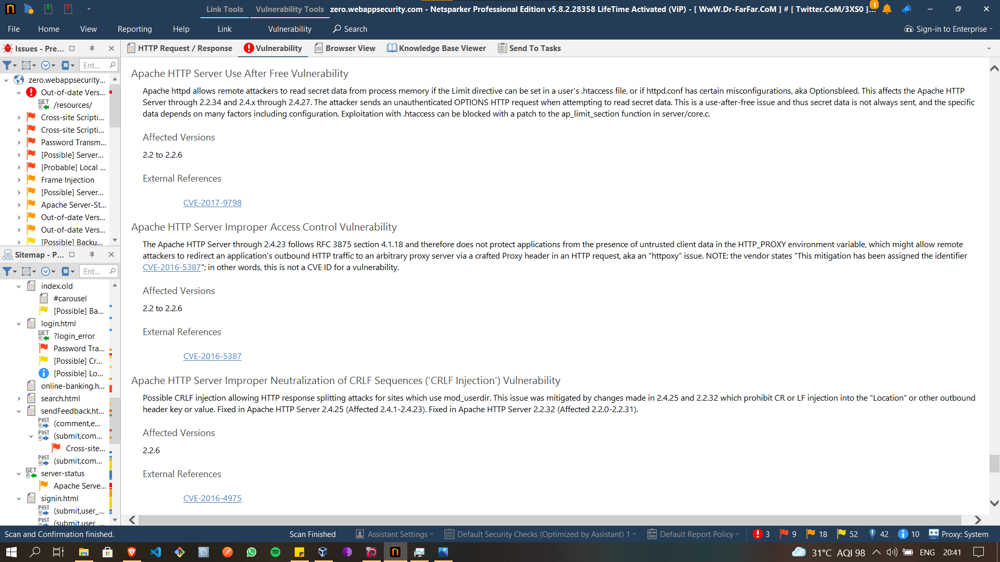 Link Tools
Vulnerability Tools
zero.webappsecurity.com - Netsparker Professional Edition v5.8.2.28358 LifeTime Activated (ViP) - [ WwW.Dr-FarFar.CoM ] # [ Twitter.CoM/3XS0 ]...
1
File
Home
View
Reporting
Help
Link
Vulnerability
Search
Sign-in to Enterprise
Issues - Pre...
Ent...
zero.webappsecurity...
Out-of-date Vers...
GET /resources/
Cross-site Scripti...
Cross-site Scripti...
Password Transm...
[Possible] Server...
[Probable] Local ...
Frame Injection
[Possible] Server...
Apache Server-St...
Out-of-date Vers...
Out-of-date Vers...
[Possible] Backu...
Sitemap - P...
Ent...
index.old
#carousel
[Possible] Ba...
login.html
GET ?login_error
Password Tra...
[Possible] Cr...
[Possible] Lo...
online-banking.h...
search.html
sendFeedback.ht...
POST (comment,e...
POST (submit,com...
Cross-site...
POST (submit,com...
GET server-status
Apache Serve...
signin.html
POST (submit,user_...
POST (submit,user_...
HTTP Request / Response
Vulnerability
Browser View
Knowledge Base Viewer
Send To Tasks
Apache HTTP Server Use After Free Vulnerability
Apache httpd allows remote attackers to read secret data from process memory if the Limit directive can be set in a user's .htaccess file, or if httpd.conf has certain misconfigurations, aka Optionsbleed. This affects the Apache HTTP
Server through 2.2.34 and 2.4.x through 2.4.27. The attacker sends an unauthenticated OPTIONS HTTP request when attempting to read secret data. This is a use-after-free issue and thus secret data is not always sent, and the specific
data depends on many factors including configuration. Exploitation with .htaccess can be blocked with a patch to the ap_limit_section function in server/core.c.
Affected Versions
2.2 to 2.2.6
External References
CVE-2017-9798
Apache HTTP Server Improper Access Control Vulnerability
The Apache HTTP Server through 2.4.23 follows RFC 3875 section 4.1.18 and therefore does not protect applications from the presence of untrusted client data in the HTTP_PROXY environment variable, which might allow remote
attackers to redirect an application's outbound HTTP traffic to an arbitrary proxy server via a crafted Proxy header in an HTTP request, aka an "httpoxy" issue. NOTE: the vendor states "This mitigation has been assigned the identifier
CVE-2016-5387"; in other words, this is not a CVE ID for a vulnerability.
Affected Versions
2.2 to 2.2.6
External References
CVE-2016-5387
Apache HTTP Server Improper Neutralization of CRLF Sequences ('CRLF Injection') Vulnerability
Possible CRLF injection allowing HTTP response splitting attacks for sites which use mod_userdir. This issue was mitigated by changes made in 2.4.25 and 2.2.32 which prohibit CR or LF injection into the "Location" or other outbound
header key or value. Fixed in Apache HTTP Server 2.4.25 (Affected 2.4.1-2.4.23). Fixed in Apache HTTP Server 2.2.32 (Affected 2.2.0-2.2.31).
Affected Versions
2.2.6
External References
CVE-2016-4975
Scan and Confirmation finished.
Scan Finished
Assistant Settings
Default Security Checks (Optimized by Assistant) 1
Default Report Policy
3
9
18
52
42
10
Proxy: System
31°C AQI 98
ENG
20:41